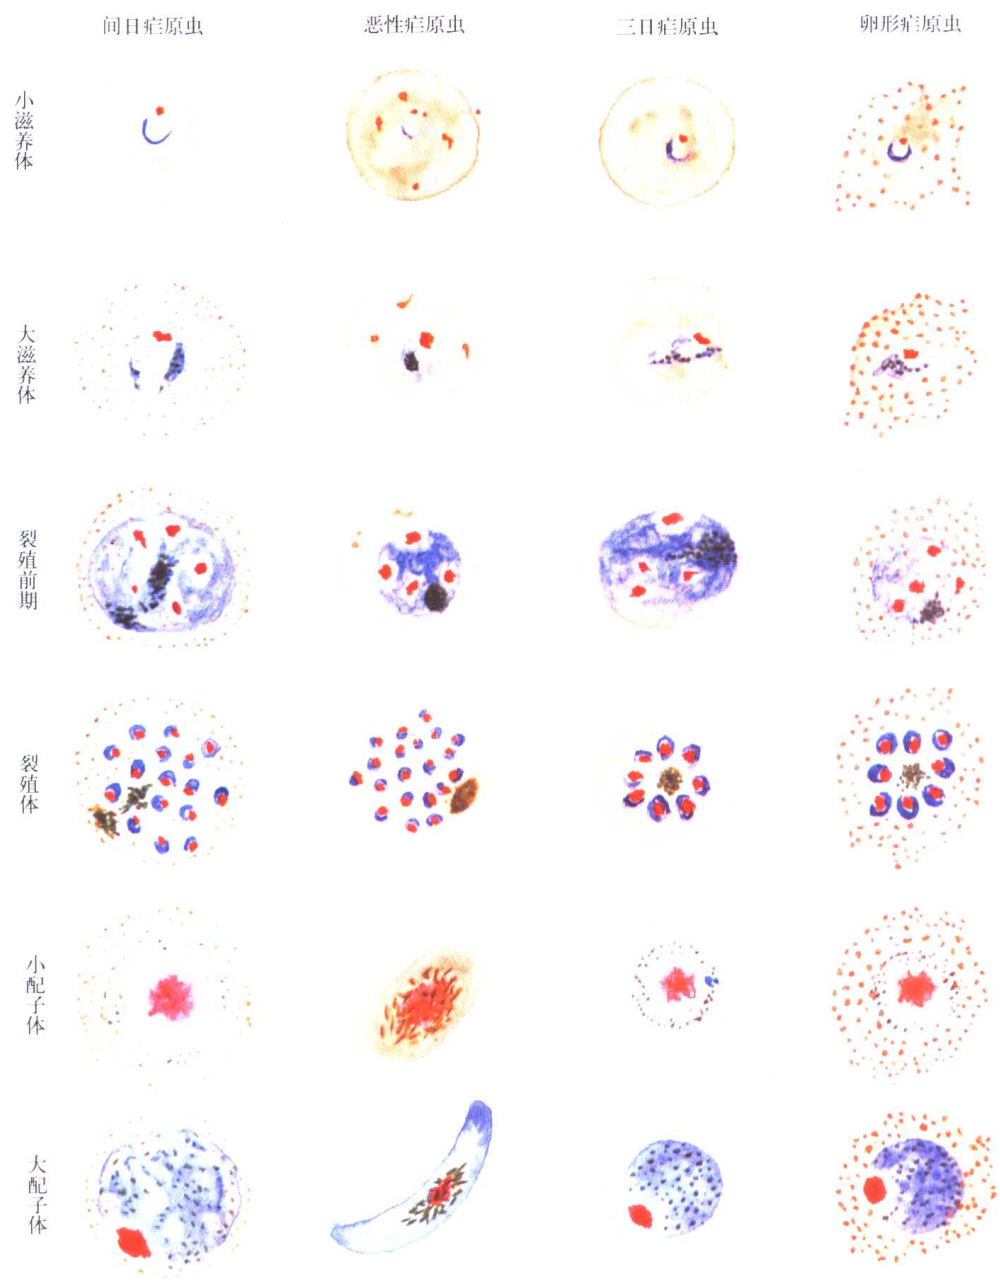 间日疟原虫
恶性疟原虫
三日疟原虫
卵形疟原虫
小滋养体
大滋养体
裂殖前期
裂殖体
小配子体
大配子体